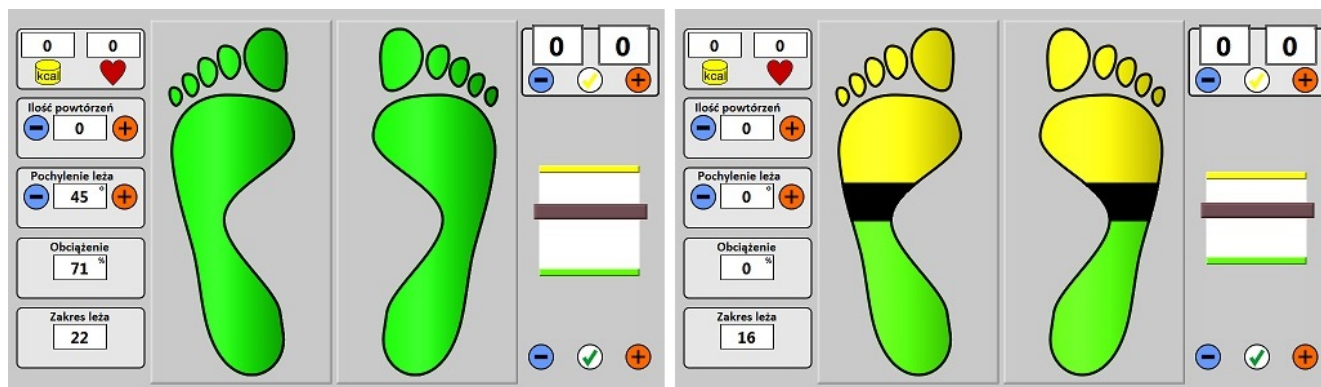 0 0
kcal
Ilość powtórzeń
0
Pochylenie leża
45 °
Obciążenie
71 %
Zakres leża
22
0 0
0 0
kcal
Ilość powtórzeń
0
Pochylenie leża
0 °
Obciążenie
0 %
Zakres leża
16
0 0